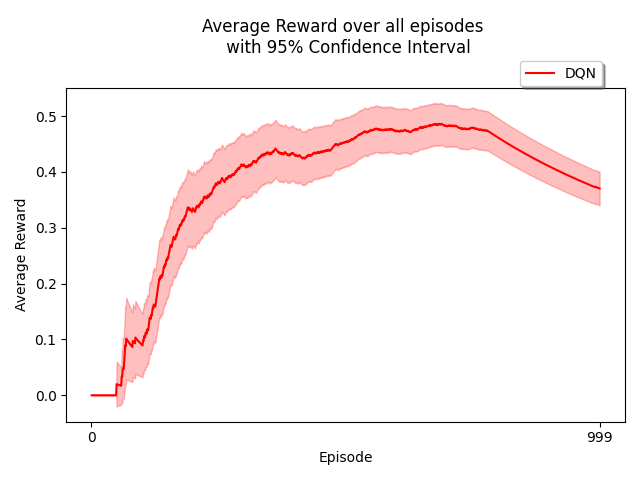 Average Reward over all episodes
with 95% Confidence Interval
DQN
0.5
0.4
0.3
0.2
0.1
0.0
Average Reward
0
999
Episode